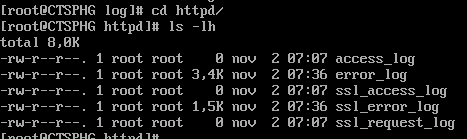 [root@CTSPHG log]# cd httpd/
[root@CTSPHG httpd]# ls -lh
total 8,0K
-rw-r--r--. 1 root root    0 nov  2 07:07 access_log
-rw-r--r--. 1 root root 3,4K nov  2 07:36 error_log
-rw-r--r--. 1 root root    0 nov  2 07:07 ssl_access_log
-rw-r--r--. 1 root root 1,5K nov  2 07:36 ssl_error_log
-rw-r--r--. 1 root root    0 nov  2 07:07 ssl_request_log
[root@CTSPHG httpd]#